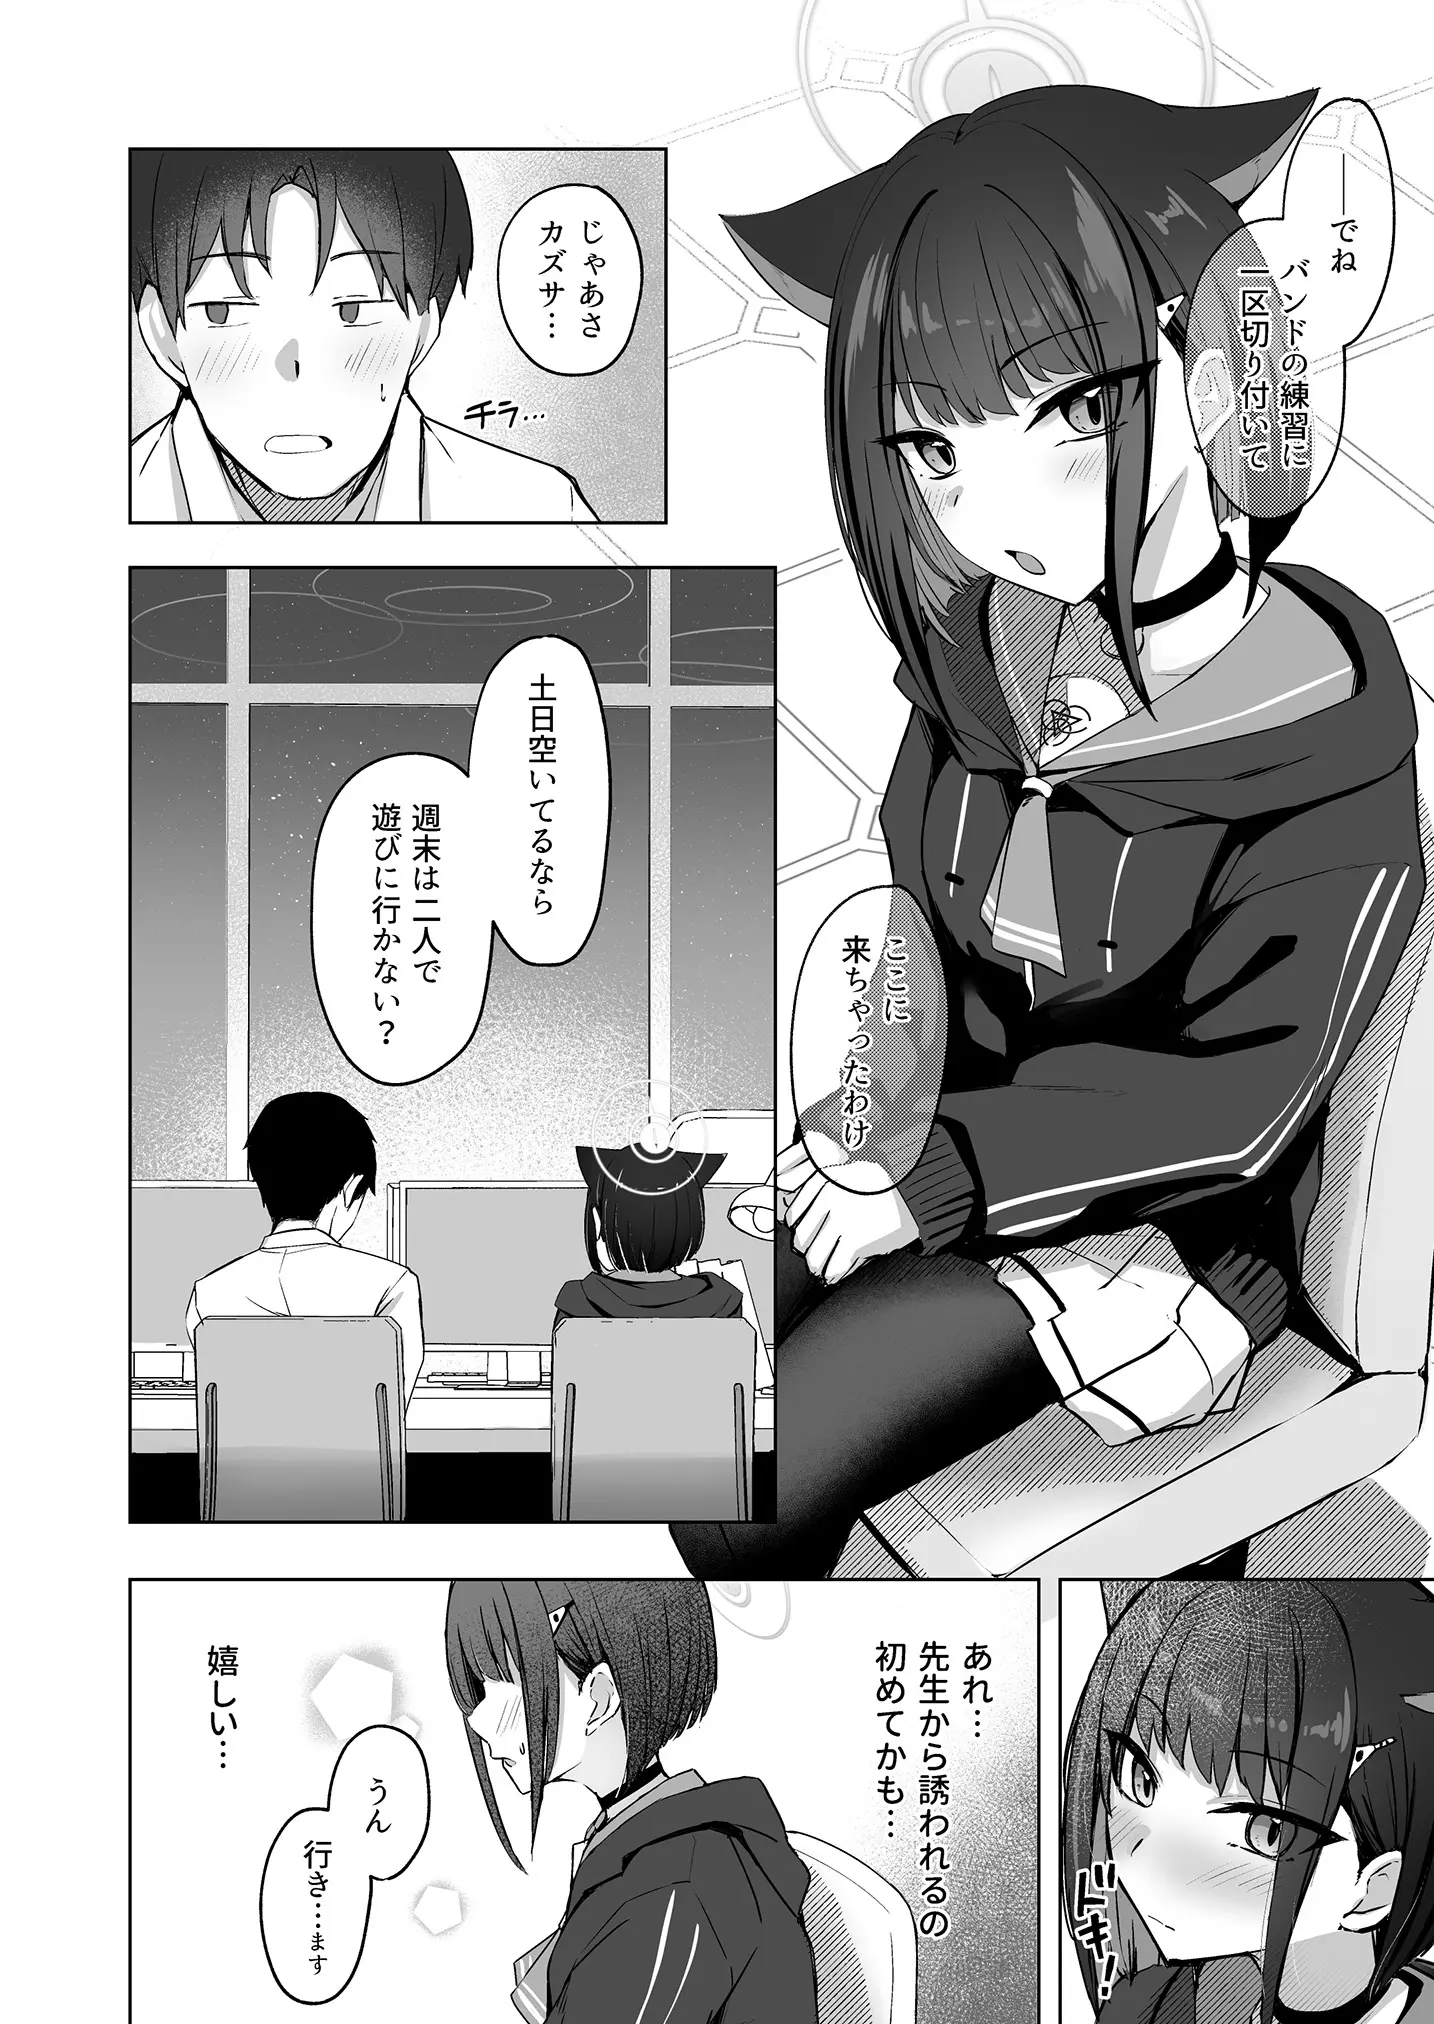 ──でね
バンドの練習に
一区切り付いて
ここに
来ちゃったわけ
じゃあさ
カズサ…
チラ…
土日空いてるなら
週末は二人で
遊びに行かない?
ドキ!
あれ…
先生から誘われるの
初めてかも…
嬉しい…
うん
行き……ます